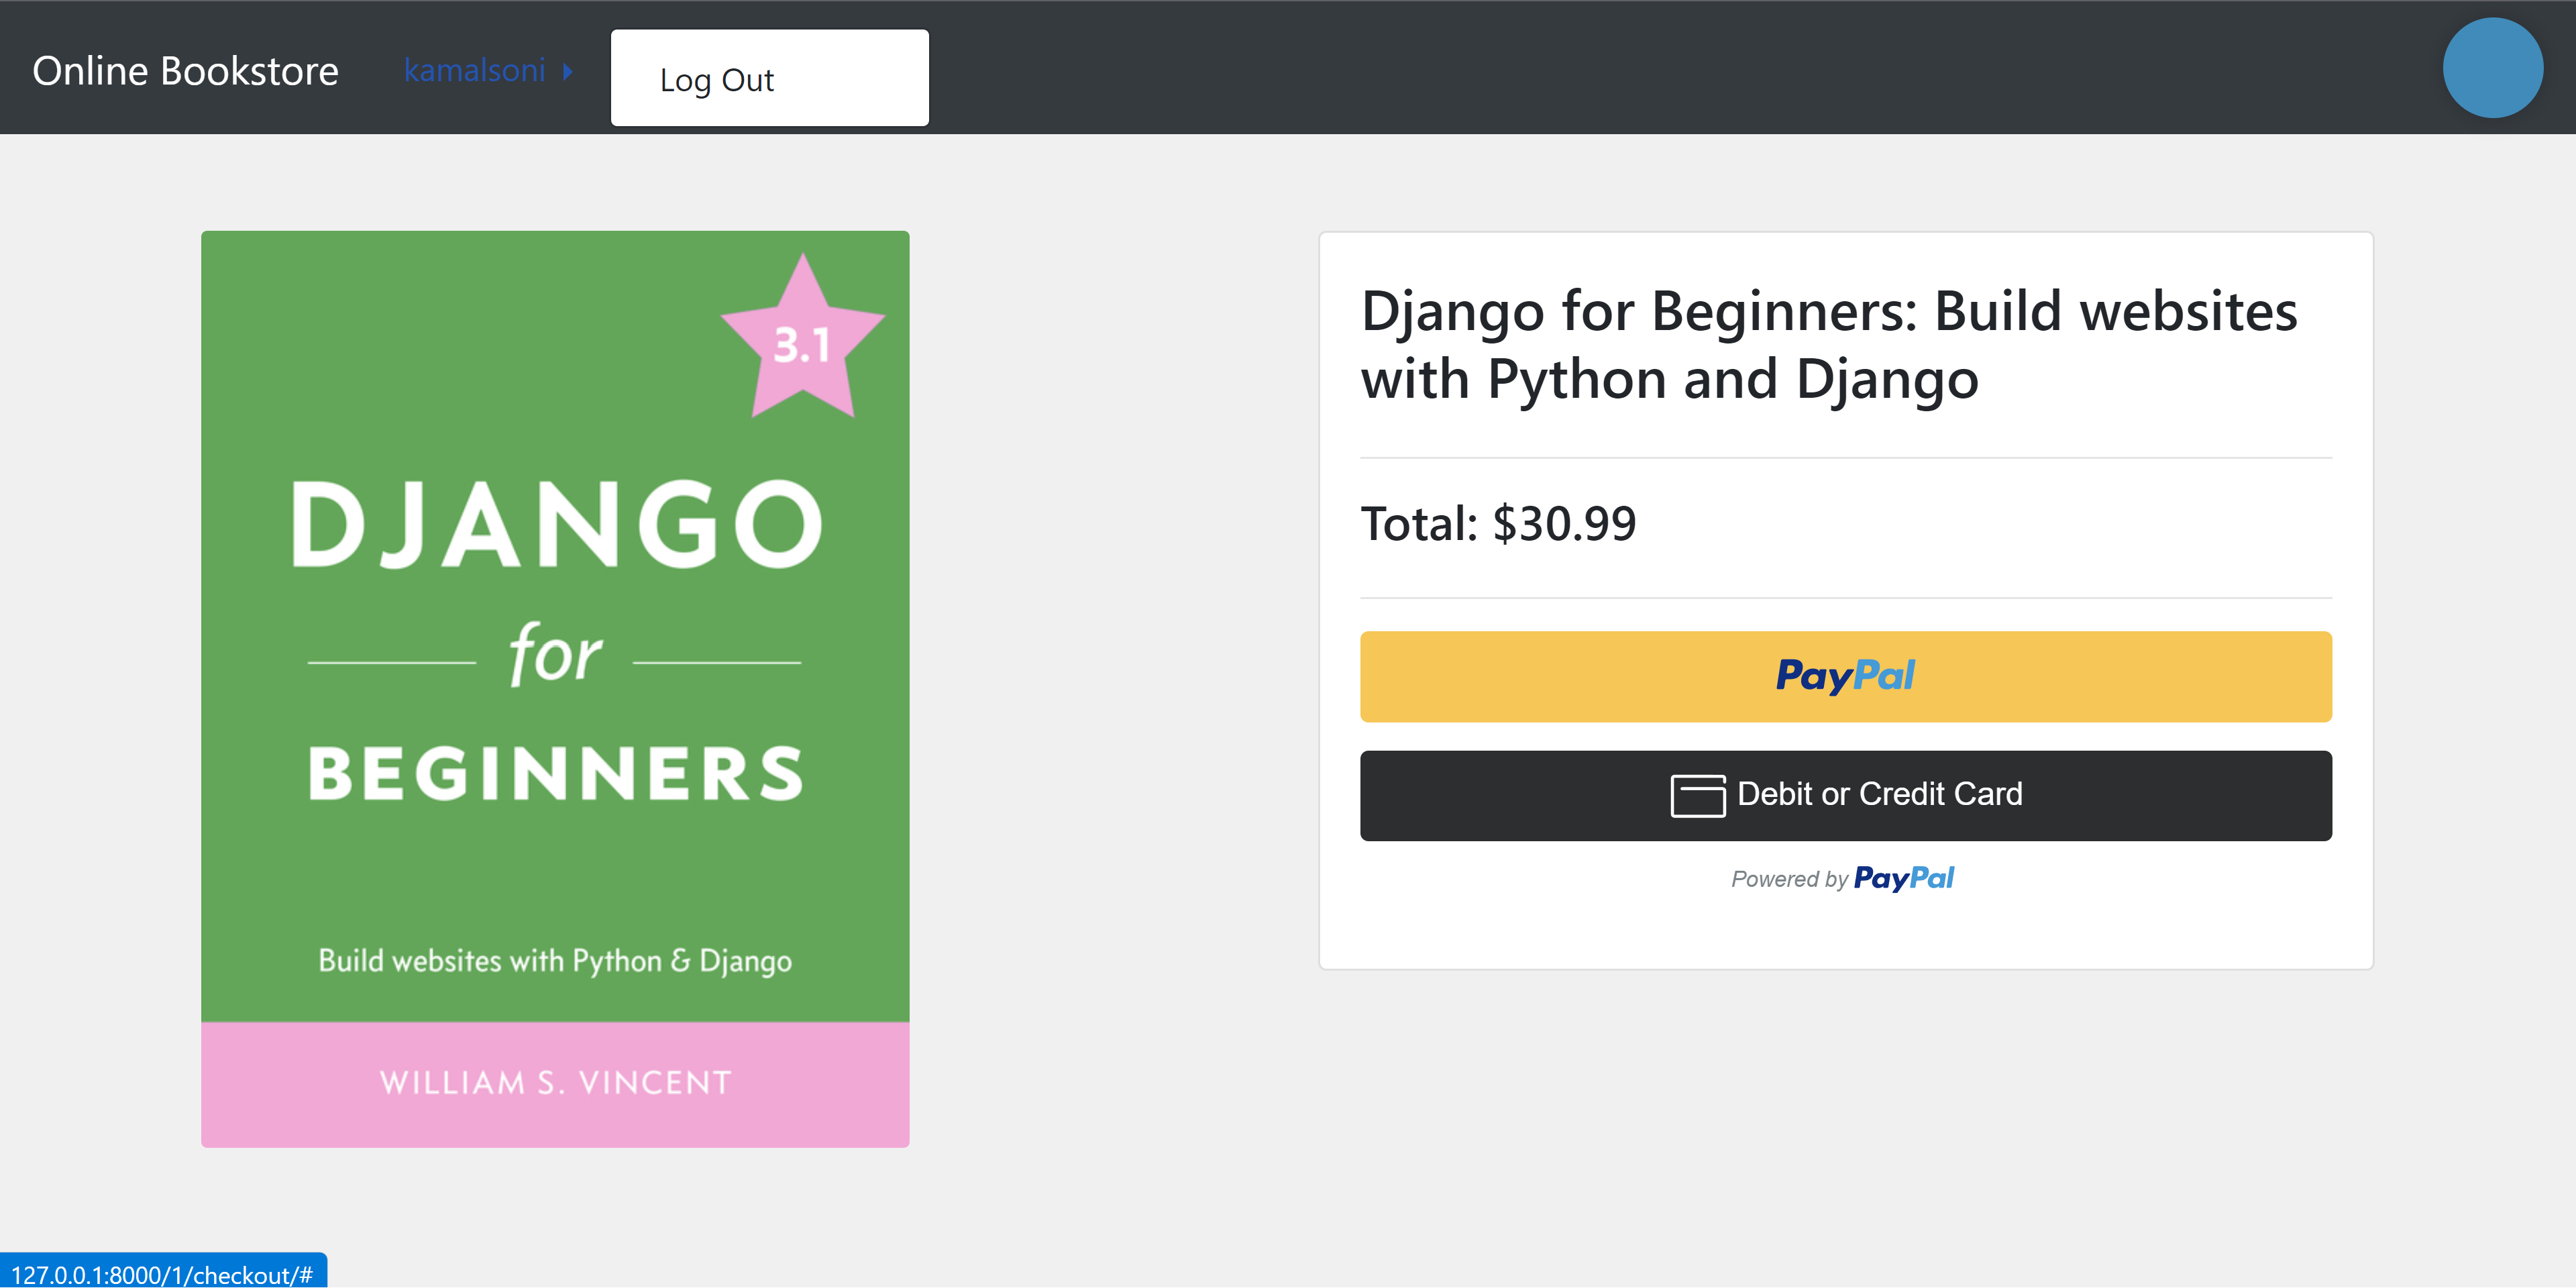 Online Bookstore kamalsoni Log Out
3.1
DJANGO
for
BEGINNERS
Build websites with Python & Django
WILLIAM S. VINCENT
Django for Beginners: Build websites
with Python and Django
Total: $30.99
PayPal
Debit or Credit Card
Powered by PayPal
127.0.0.1:8000/1/checkout/#